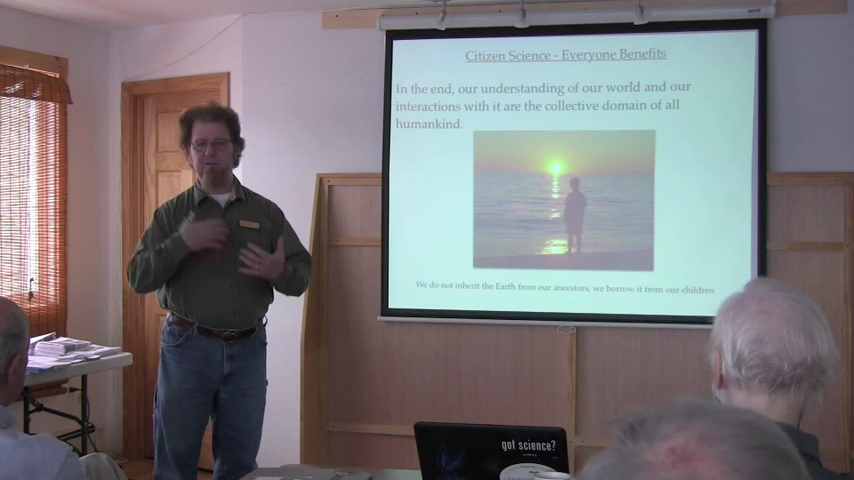 Citizen Science - Everyone Benefits
In the end, our understanding of our world and our
interactions with it are the collective domain of all
humankind.
We do not inherit the Earth from our ancestors, we borrow it from our children
got science?